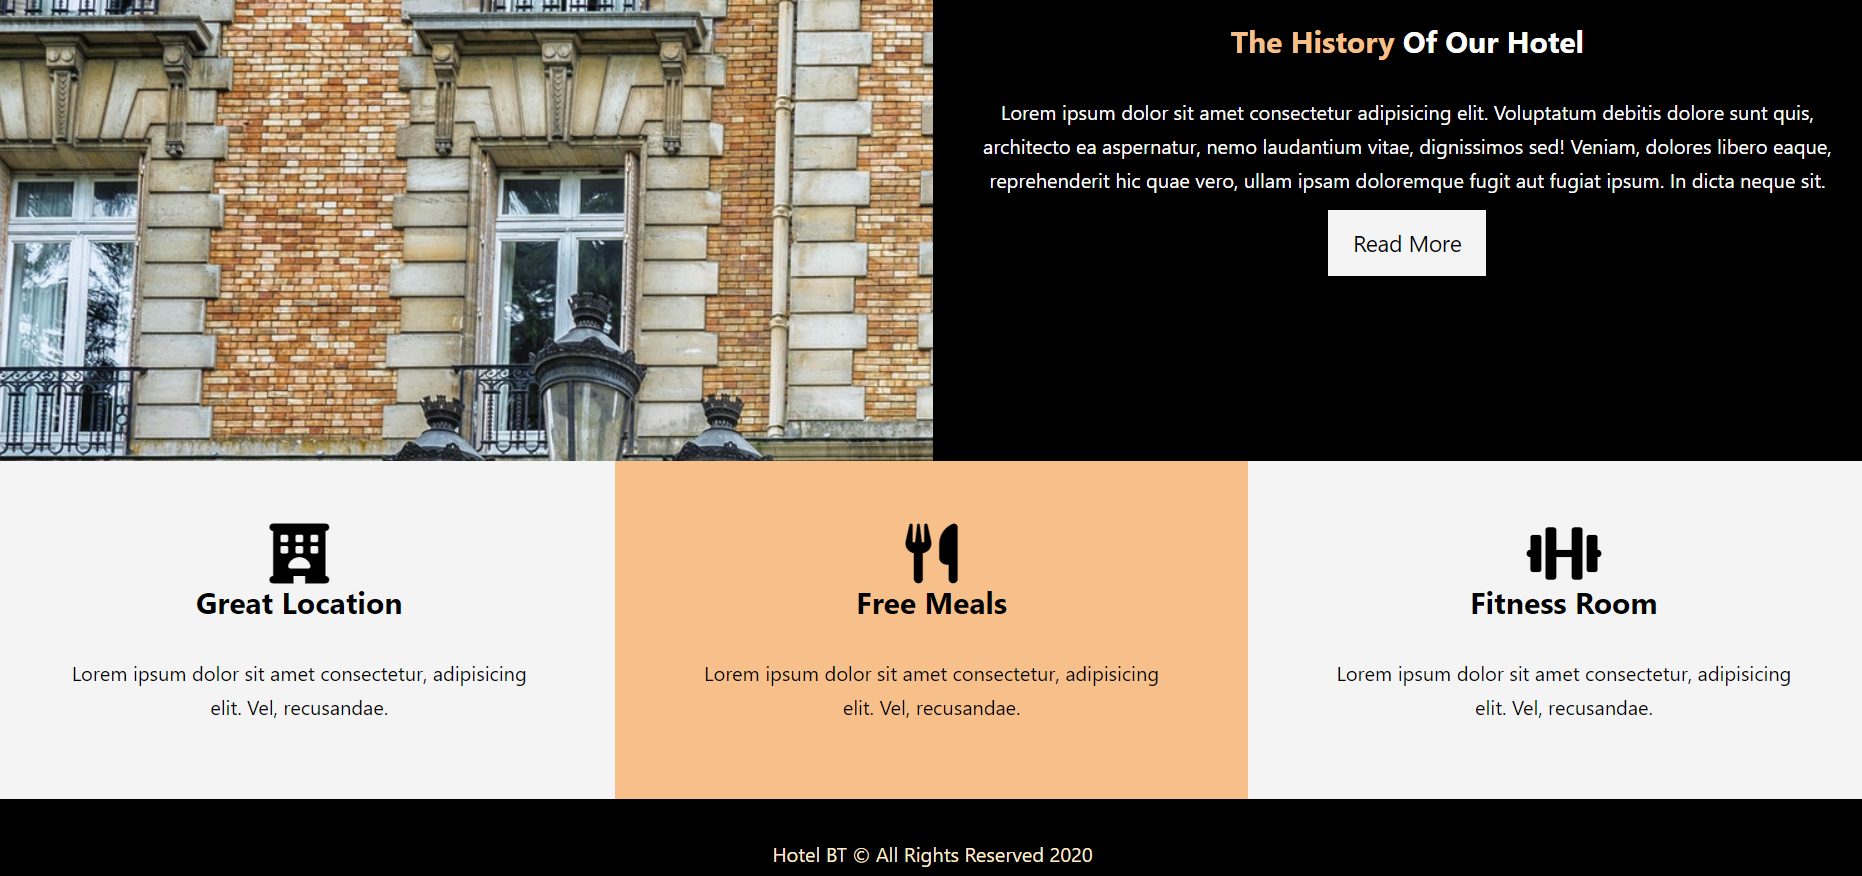 The History Of Our Hotel
Lorem ipsum dolor sit amet consectetur adipisicing elit. Voluptatum debitis dolore sunt quis,
architecto ea aspernatur, nemo laudantium vitae, dignissimos sed! Veniam, dolores libero eaque,
reprehenderit hic quae vero, ullam ipsam doloremque fugit aut fugiat ipsum. In dicta neque sit.
Read More
Great Location
Lorem ipsum dolor sit amet consectetur, adipisicing
elit. Vel, recusandae.
Free Meals
Lorem ipsum dolor sit amet consectetur, adipisicing
elit. Vel, recusandae.
Fitness Room
Lorem ipsum dolor sit amet consectetur, adipisicing
elit. Vel, recusandae.
Hotel BT © All Rights Reserved 2020